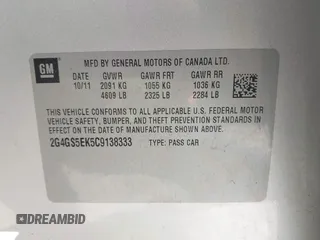 GM
MFD BY GENERAL MOTORS OF CANADA LTD.
DATE GVWR GAWR FRT GAWR RR
10/11 2091 KG 1055 KG 1036 KG
4609 LB 2325 LB 2284 LB
THIS VEHICLE CONFORMS TO ALL APPLICABLE U.S. FEDERAL MOTOR
VEHICLE SAFETY, BUMPER, AND THEFT PREVENTION STANDARDS
IN EFFECT ON THE DATE OF MANUFACTURE SHOWN ABOVE.
2G4GS5EK5C9138333 TYPE: PASS CAR
DREAMBID